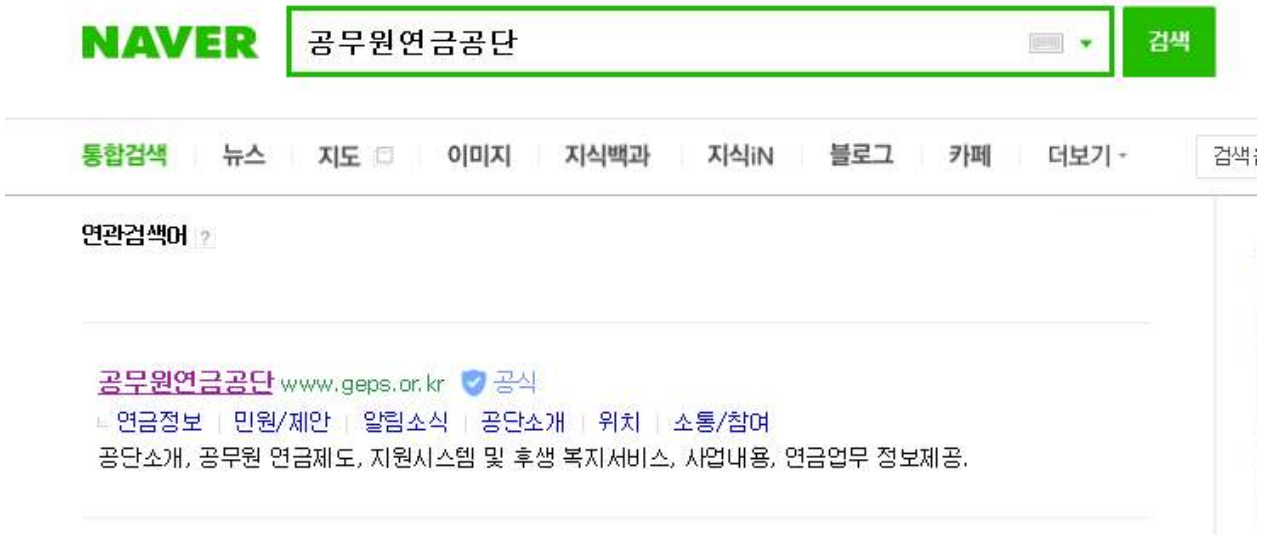 NAVER 공무원연금공단 검색
통합검색 뉴스 지도 이미지 지식백과 지식iN 블로그 카페 더보기 검색
연관검색어 ?
공무원연금공단 www.geps.or.kr 공식
연금정보 민원/제안 알림소식 공단소개 위치 소통/참여
공단소개, 공무원 연금제도, 지원시스템 및 후생 복지서비스, 사업내용, 연금업무 정보제공.